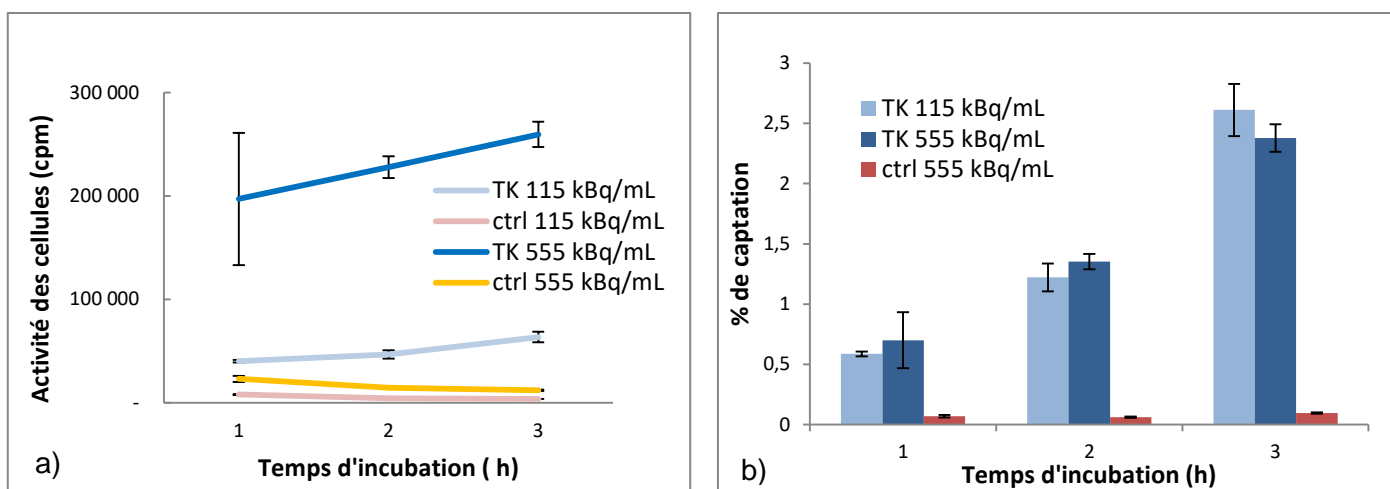 Activité des cellules (cpm)
300 000
200 000
100 000
-
1
2
3
Temps d'incubation ( h)
TK 115 kBq/mL
ctrl 115 kBq/mL
TK 555 kBq/mL
ctrl 555 kBq/mL
a)
% de captation
3
2,5
2
1,5
1
0,5
0
1
2
3
Temps d'incubation (h)
TK 115 kBq/mL
TK 555 kBq/mL
ctrl 555 kBq/mL
b)